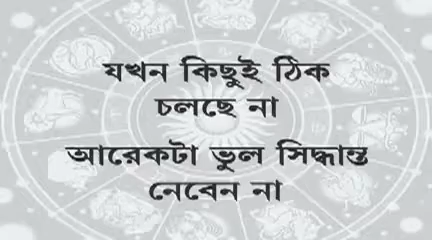 যখন কিছুই ঠিক
চলছে না
আরেকটা ভুল সিদ্ধান্ত
নেবেন না